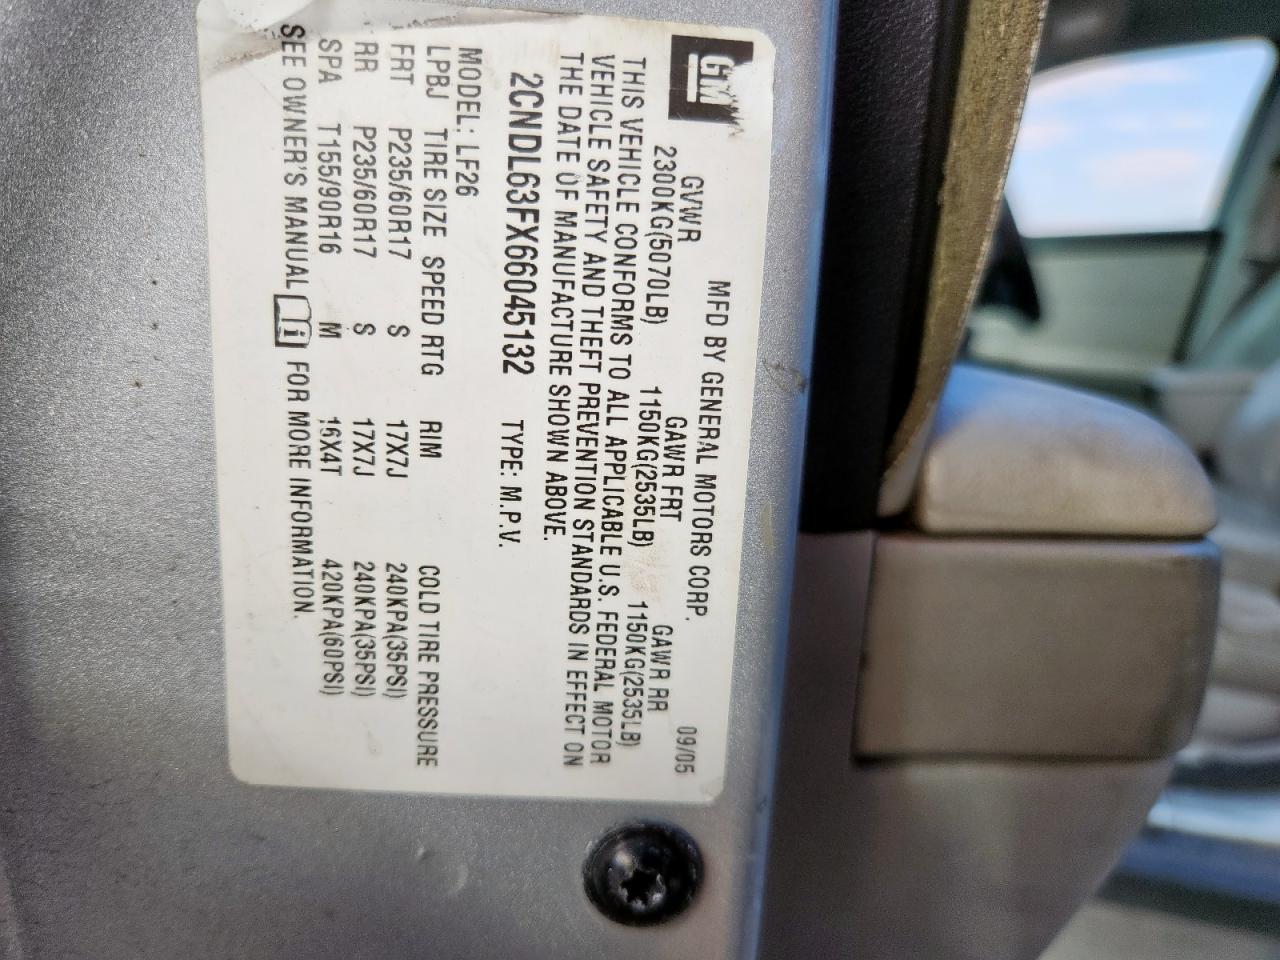 GM
MFD BY GENERAL MOTORS CORP. 09/05
GVWR GAWR FRT GAWR RR
2300KG(5070LB) 1150KG(2535LB) 1150KG(2535LB)
THIS VEHICLE CONFORMS TO ALL APPLICABLE U.S. FEDERAL MOTOR
VEHICLE SAFETY AND THEFT PREVENTION STANDARDS IN EFFECT ON
THE DATE OF MANUFACTURE SHOWN ABOVE.
2CNDL63FX66045132 TYPE: M.P.V.
MODEL: LF26
LPBJ TIRE SIZE SPEED RTG RIM COLD TIRE PRESSURE
FRT P235/60R17 S 17X7J 240KPA(35PSI)
RR P235/60R17 S 17X7J 240KPA(35PSI)
SPA T155/90R16 M 16X4T 420KPA(60PSI)
SEE OWNER'S MANUAL i FOR MORE INFORMATION.